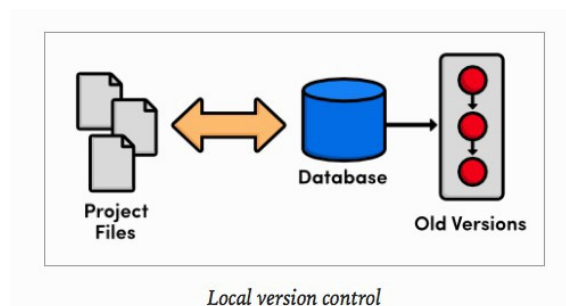 Project
Files
Database
Old Versions
Local version control